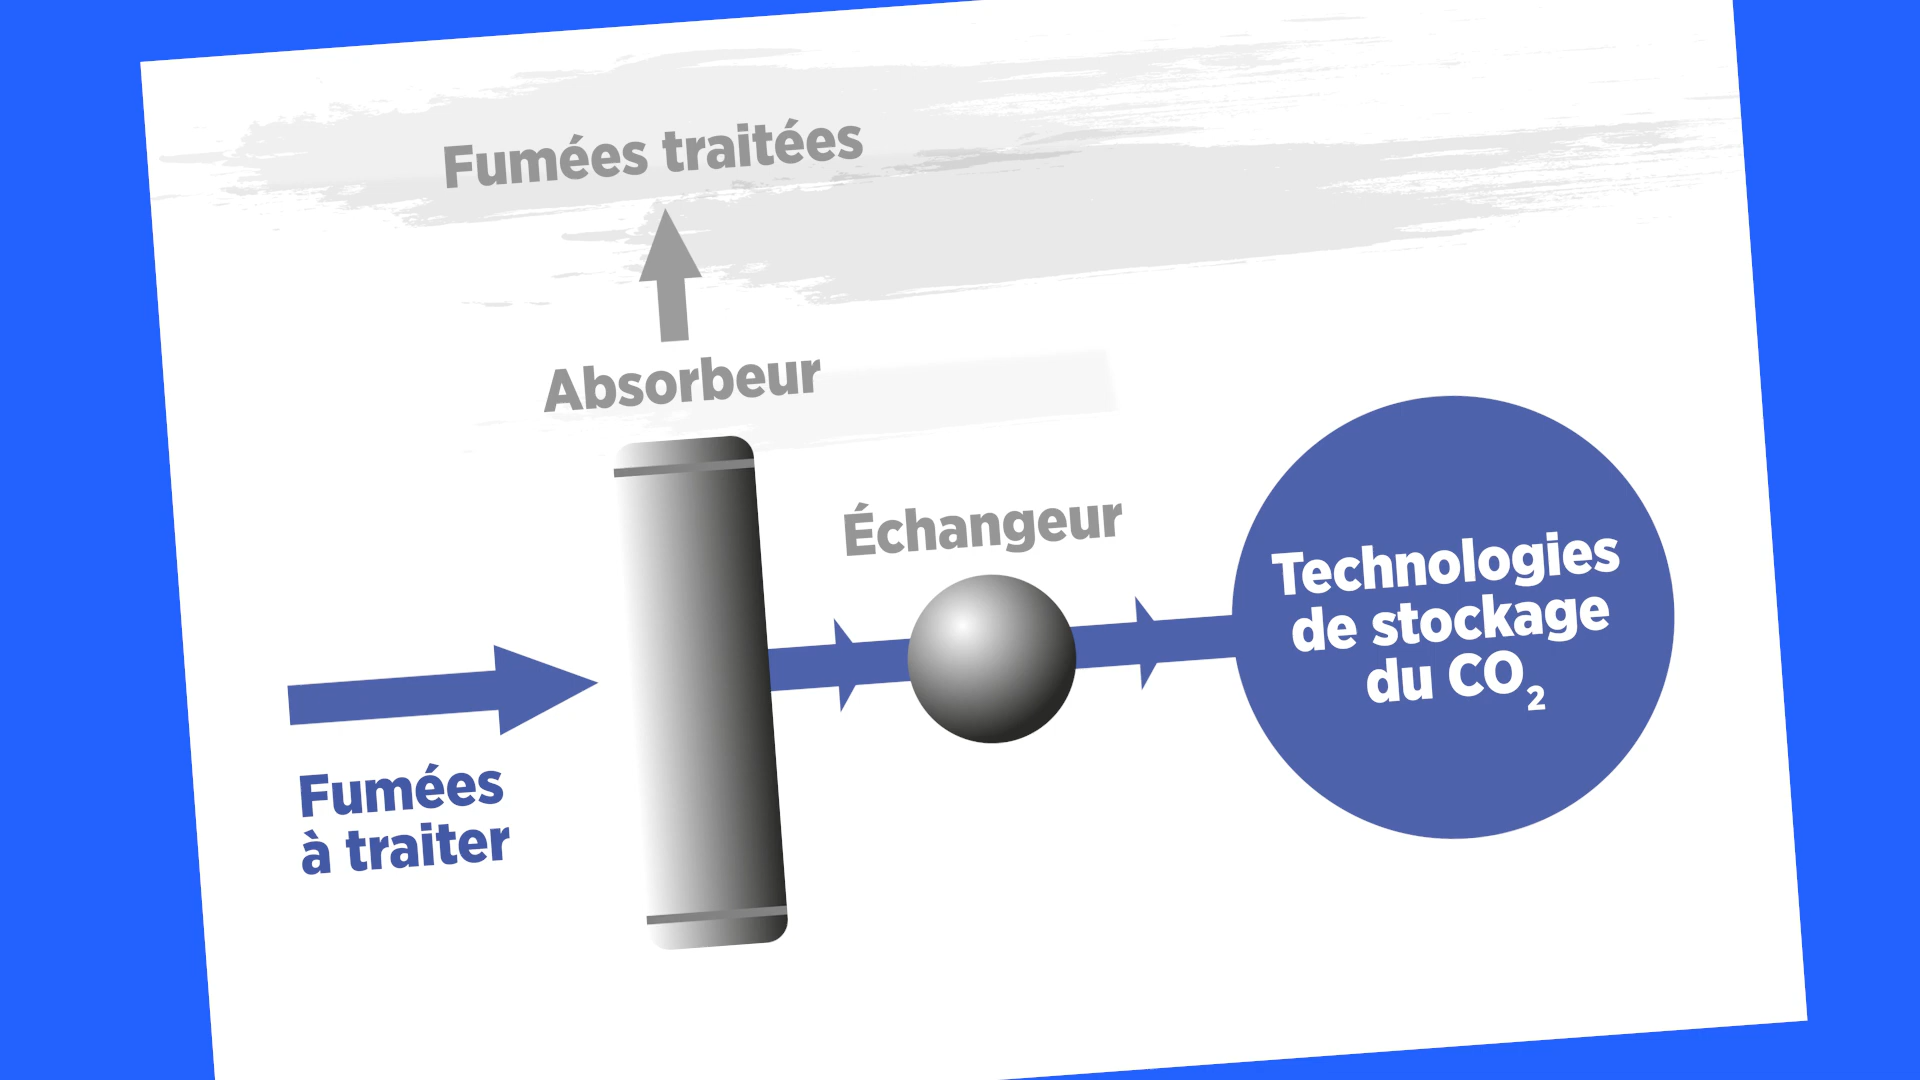 Fumées traitées
Absorbeur
Échangeur
Technologies
de stockage
du CO₂
Fumées
à traiter